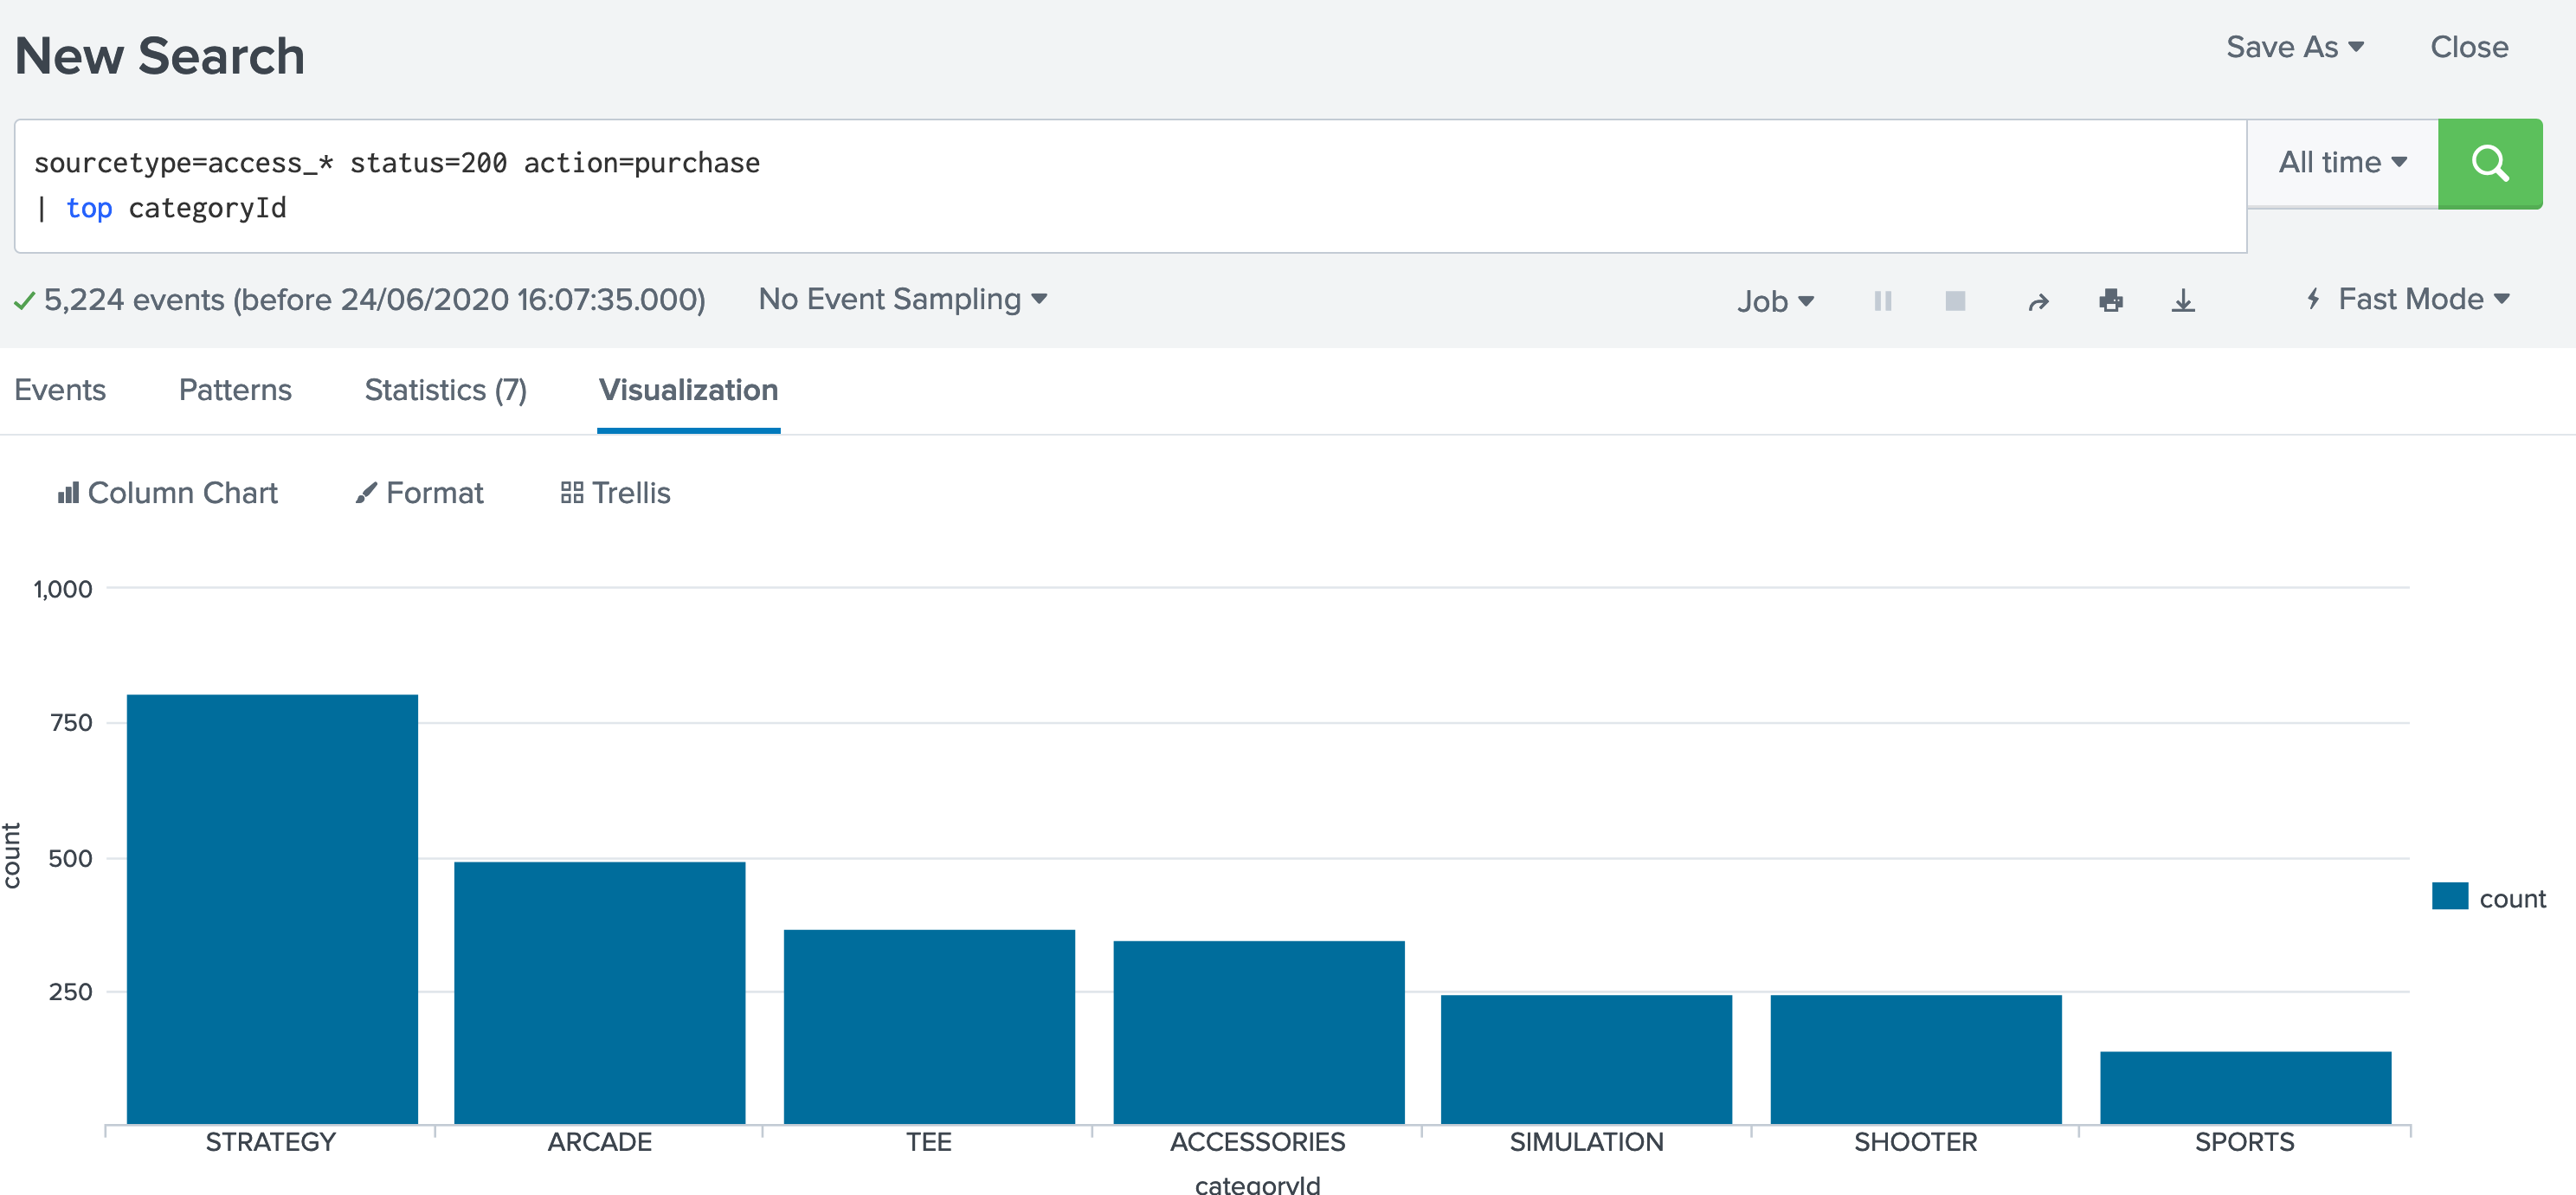 New Search
Save As
Close
sourcetype=access_* status=200 action=purchase
| top categoryId
All time
5,224 events (before 24/06/2020 16:07:35.000)
No Event Sampling
Job
Fast Mode
Events
Patterns
Statistics (7)
Visualization
Column Chart
Format
Trellis
1,000
750
500
250
count
count
STRATEGY
ARCADE
TEE
ACCESSORIES
SIMULATION
SHOOTER
SPORTS
categoryId